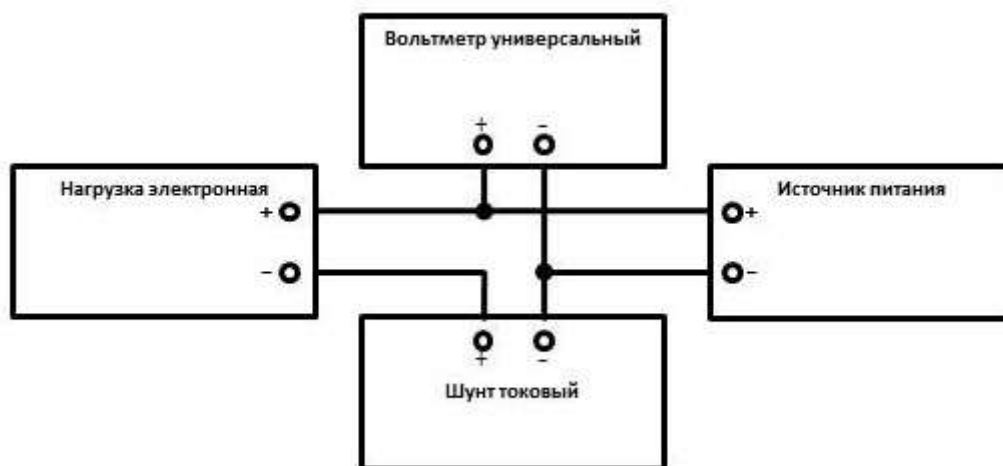 Вольтметр универсальный
+ −
Нагрузка электронная
+
−
Источник питания
+
−
+ −
Шунт токовый